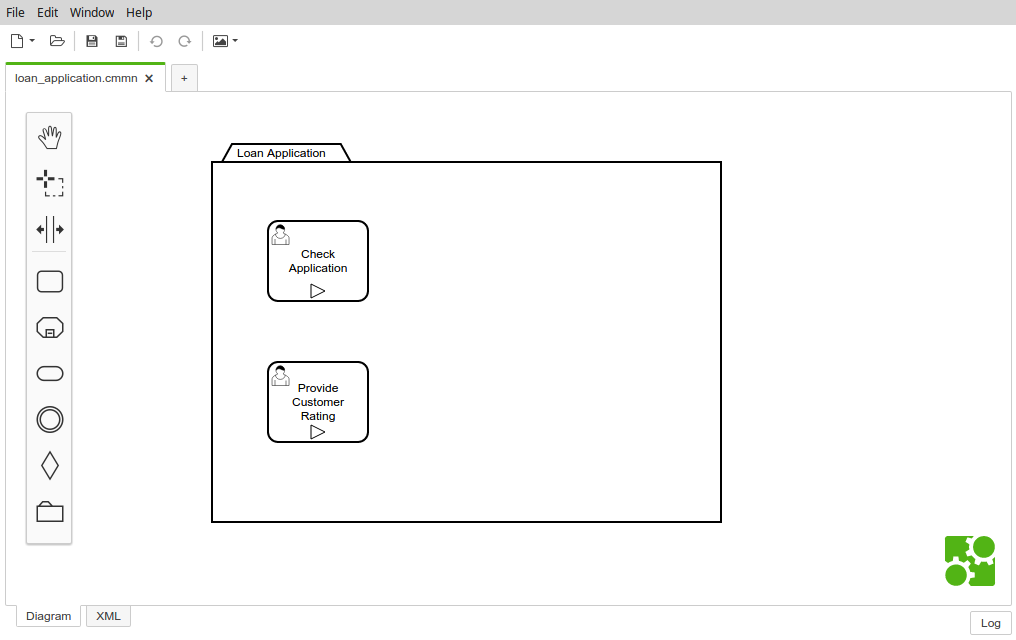 File Edit Window Help
loan_application.cmmn ×
+
Loan Application
Check
Application
Provide
Customer
Rating
Diagram XML
Log